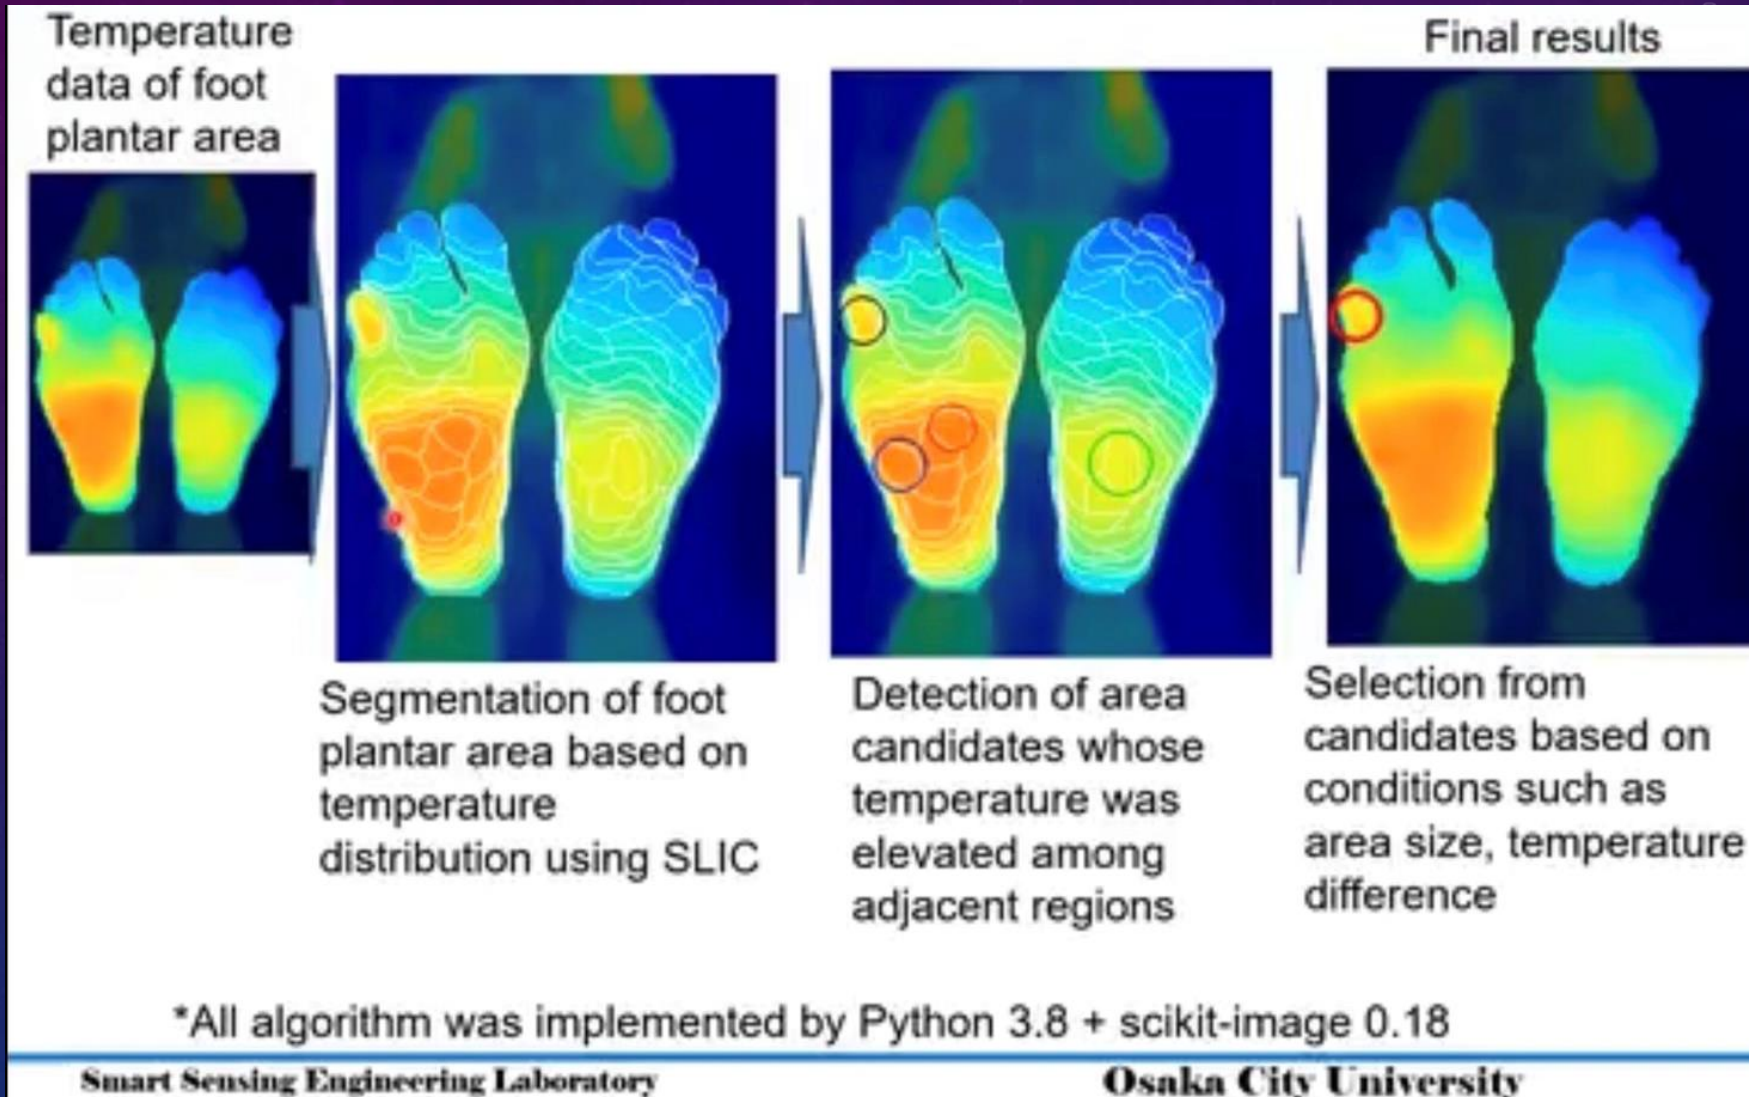 Temperature
data of foot
plantar area
Final results
Segmentation of foot
plantar area based on
temperature
distribution using SLIC
Detection of area
candidates whose
temperature was
elevated among
adjacent regions
Selection from
candidates based on
conditions such as
area size, temperature
difference
*All algorithm was implemented by Python 3.8 + scikit-image 0.18
Smart Sensing Engineering Laboratory
Osaka City University